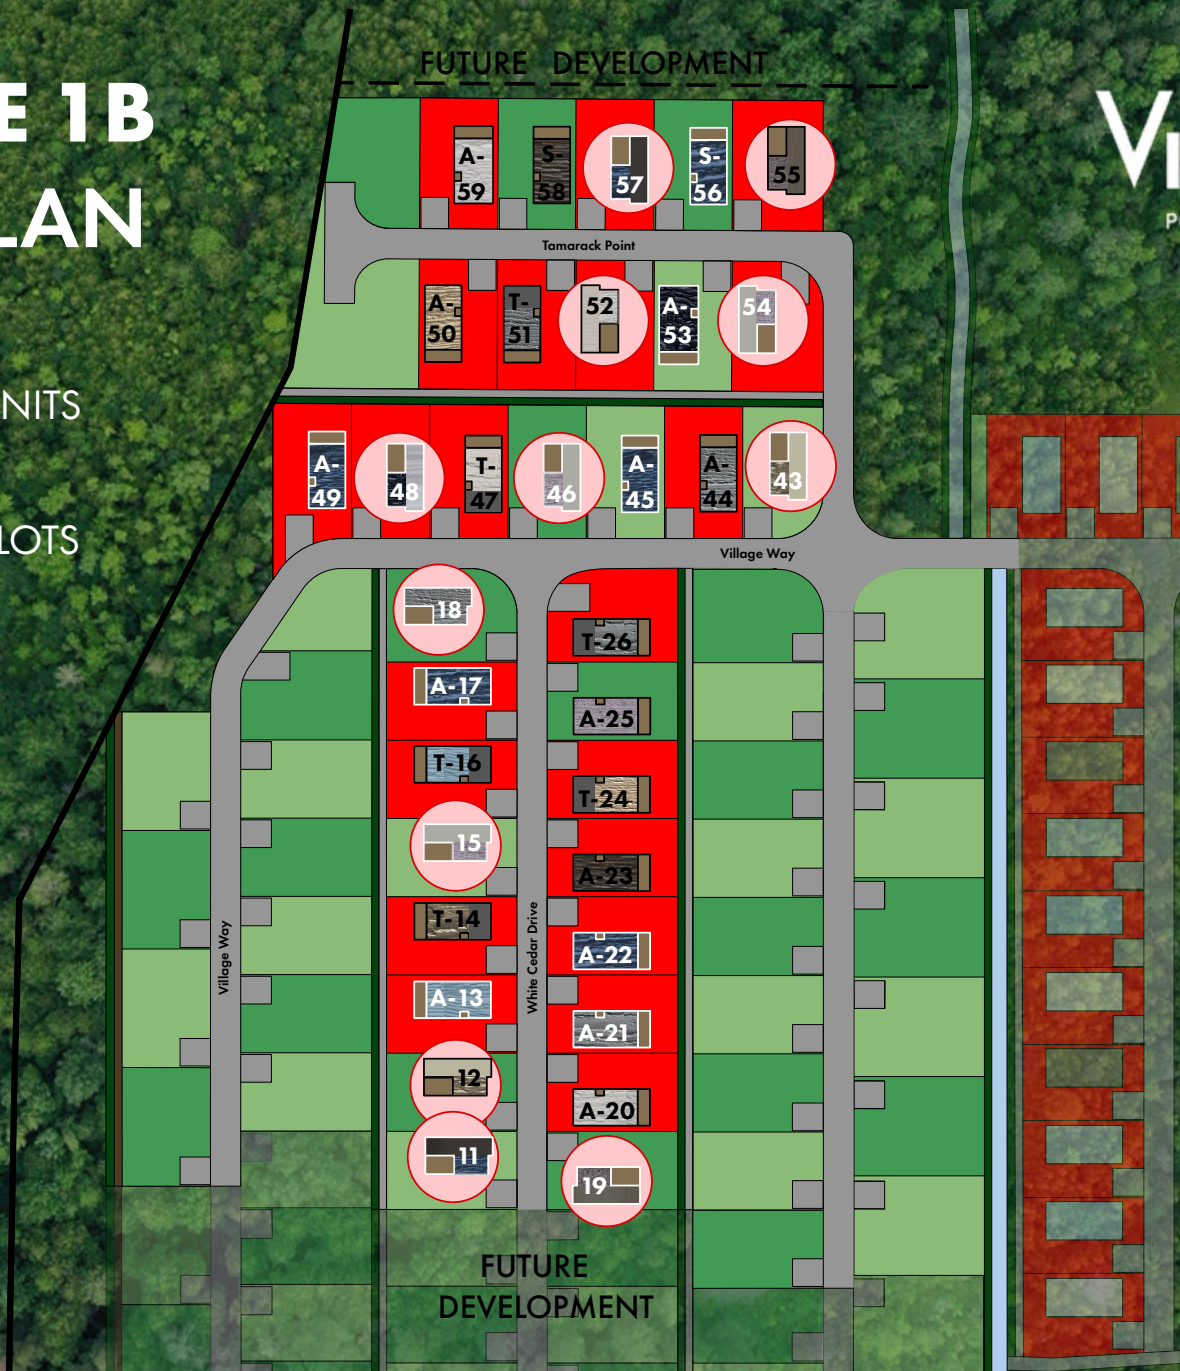 FUTURE DEVELOPMENT
E 1B
LAN
NITS
LOTS
VI
P
A-
59
S-
58
57
S-
56
55
Tamarack Point
A-
50
T-
51
52
A-
53
54
A-
49
48
T-
47
46
A-
45
A-
44
43
Village Way
18
A-17
T-16
15
T-14
A-13
12
11
T-26
A-25
T-24
A-23
A-22
A-21
A-20
19
Village Way
White Cedar Drive
FUTURE
DEVELOPMENT